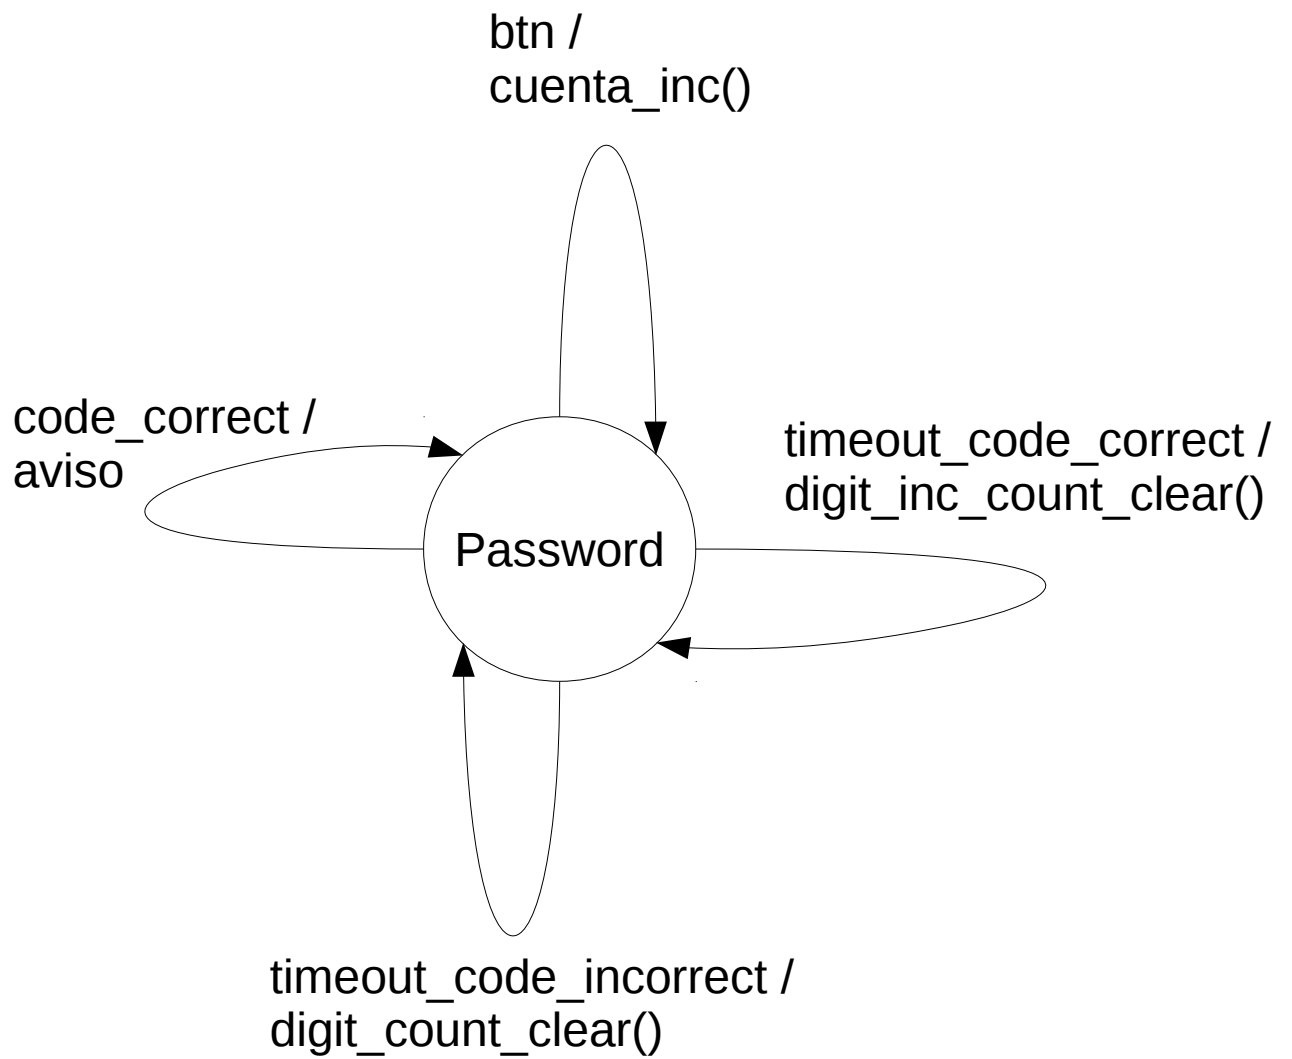 btn /
cuenta_inc()
code_correct /
aviso
timeout_code_correct /
digit_inc_count_clear()
Password
timeout_code_incorrect /
digit_count_clear()